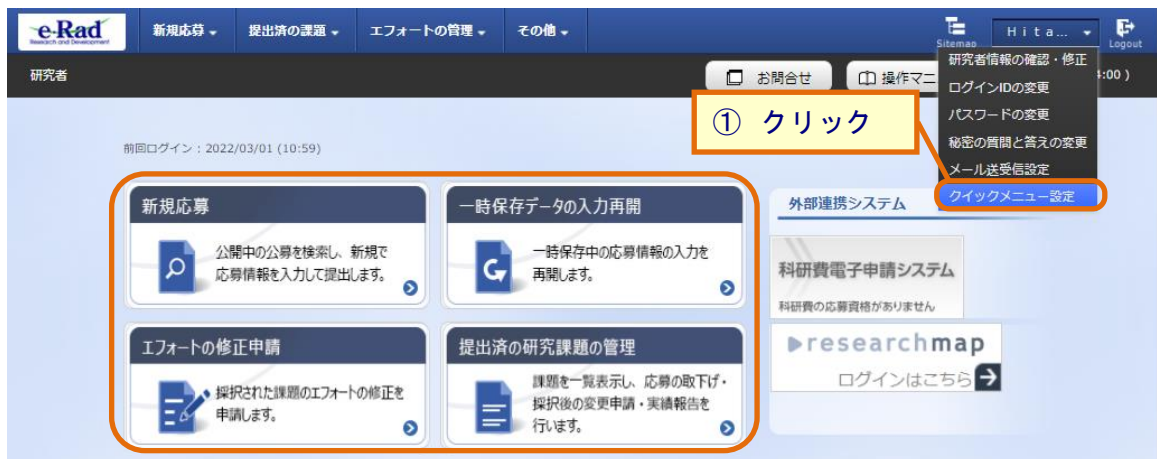 e-Rad
Research and Development
新規応募
提出済の課題
エフォートの管理
その他
Sitemap
Hita...
Logout
研究者
お問合せ
操作マニ
:00 )
研究者情報の確認・修正
ログインIDの変更
パスワードの変更
秘密の質問と答えの変更
メール送受信設定
クイックメニュー設定
① クリック
前回ログイン : 2022/03/01 (10:59)
新規応募
公開中の公募を検索し、新規で
応募情報を入力して提出します。
一時保存データの入力再開
一時保存中の応募情報の入力を
再開します。
エフォートの修正申請
採択された課題のエフォートの修正を
申請します。
提出済の研究課題の管理
課題を一覧表示し、応募の取下げ・
採択後の変更申請・実績報告を
行います。
外部連携システム
科研費電子申請システム
科研費の応募資格がありません
researchmap
ログインはこちら